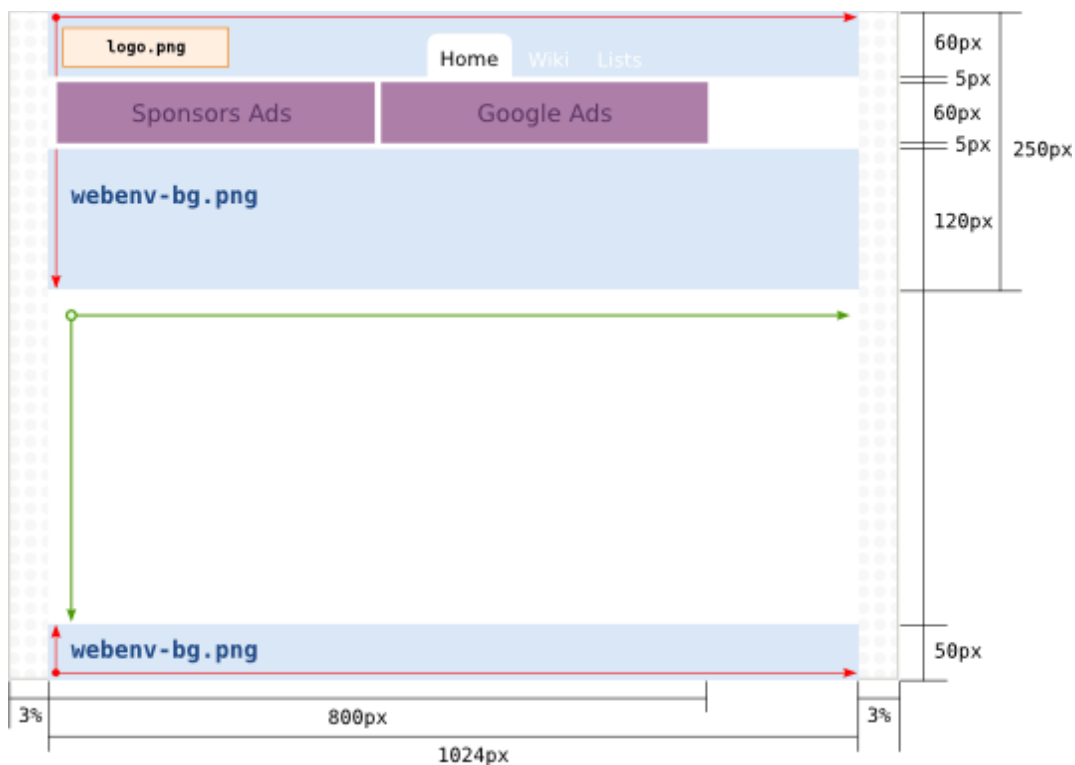 logo.png
Home Wiki Lists
60px
5px
Sponsors Ads Google Ads
60px
5px
250px
webenv-bg.png
120px
webenv-bg.png
50px
3%
800px
3%
1024px